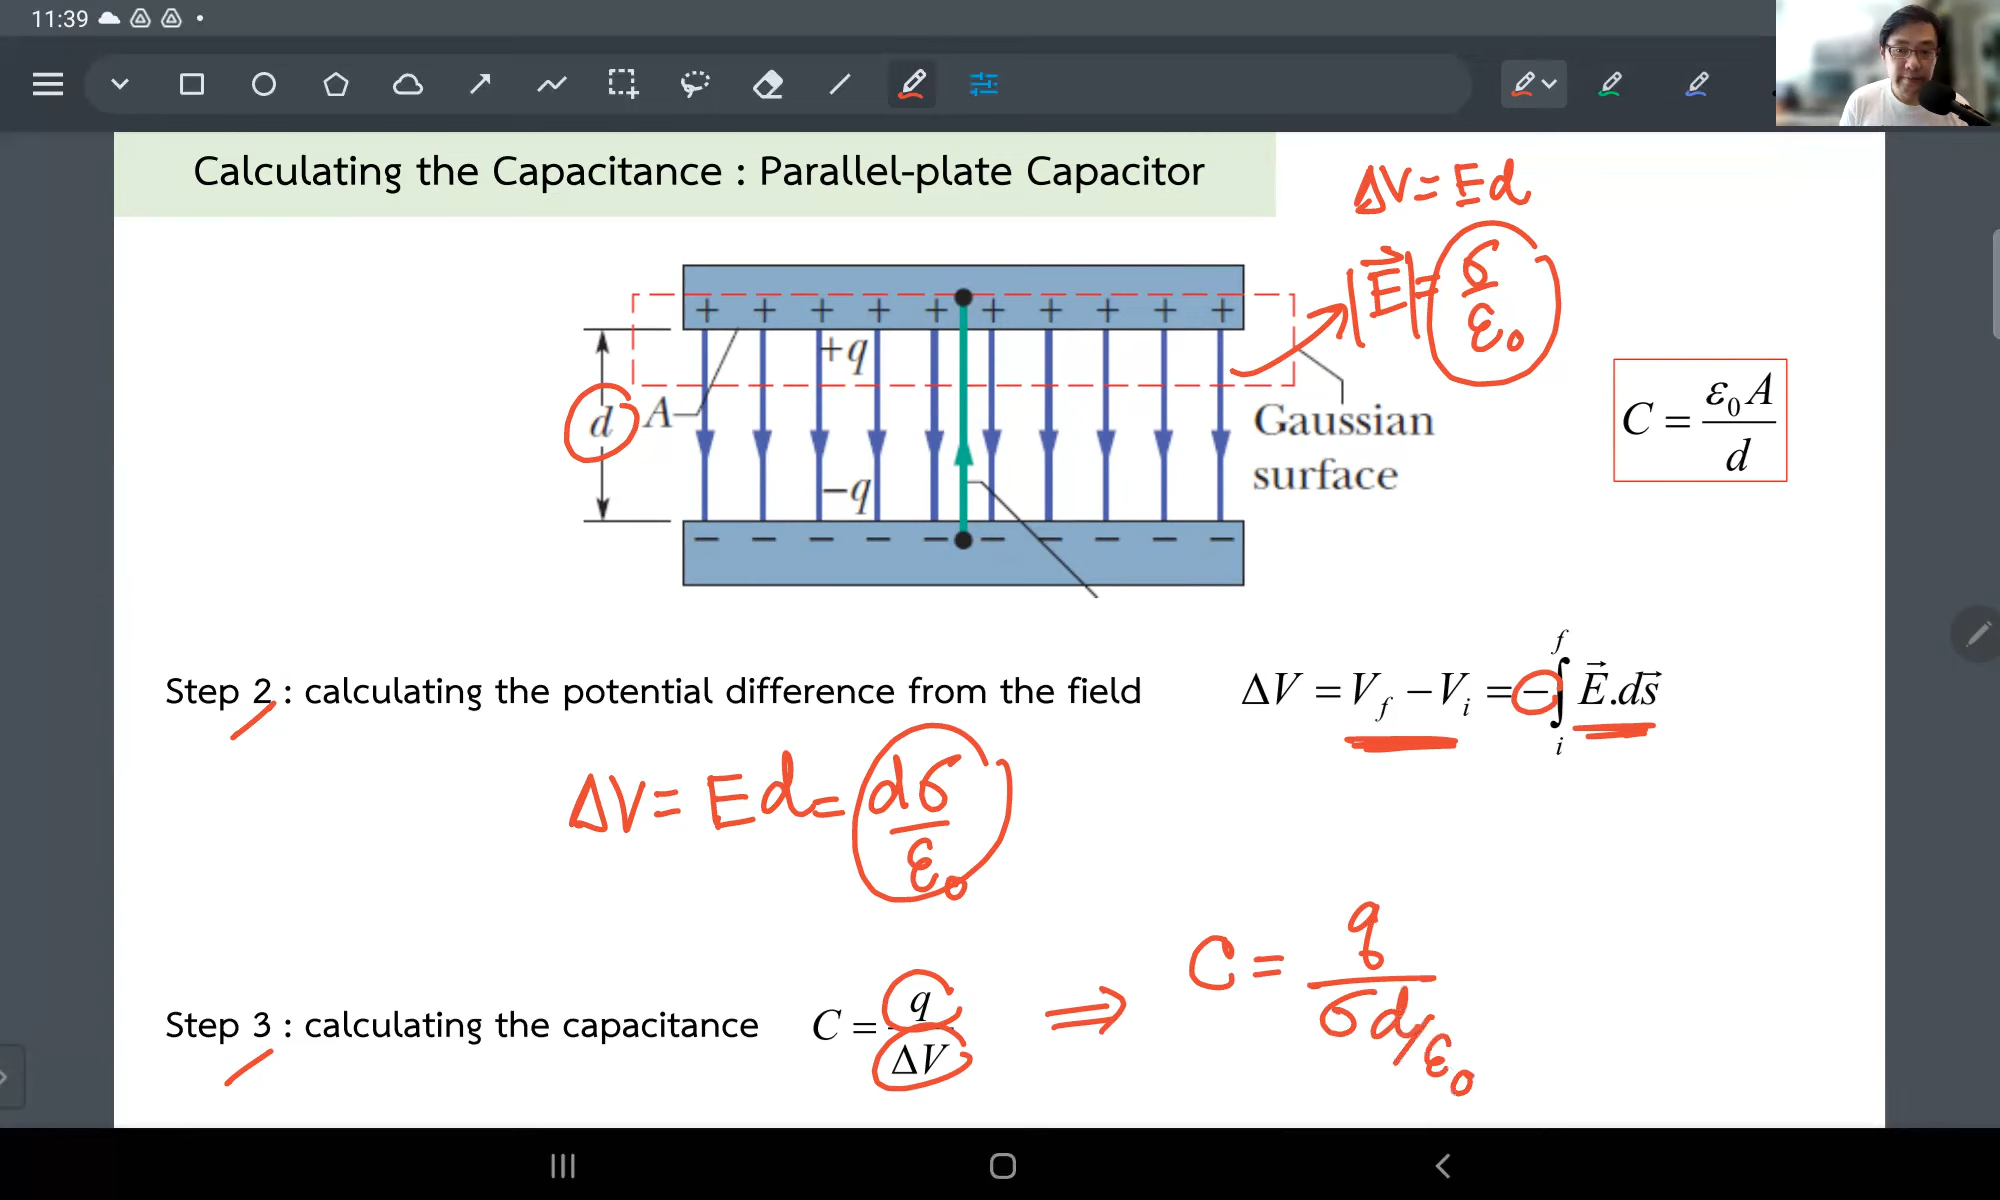 11:39
Calculating the Capacitance : Parallel-plate Capacitor
ΔV = Ed
|E⃗| = σ/ε₀
+ + + + + + + + + +
+q
d
A
−q
Gaussian
surface
C = ε₀A/d
− − − − − − − − − −
Step 2 : calculating the potential difference from the field ΔV = V_f − V_i = −∫_i^f E⃗.ds⃗
ΔV = Ed = dσ/ε₀
Step 3 : calculating the capacitance C = q/ΔV ⇒ C = q/(σd/ε₀)